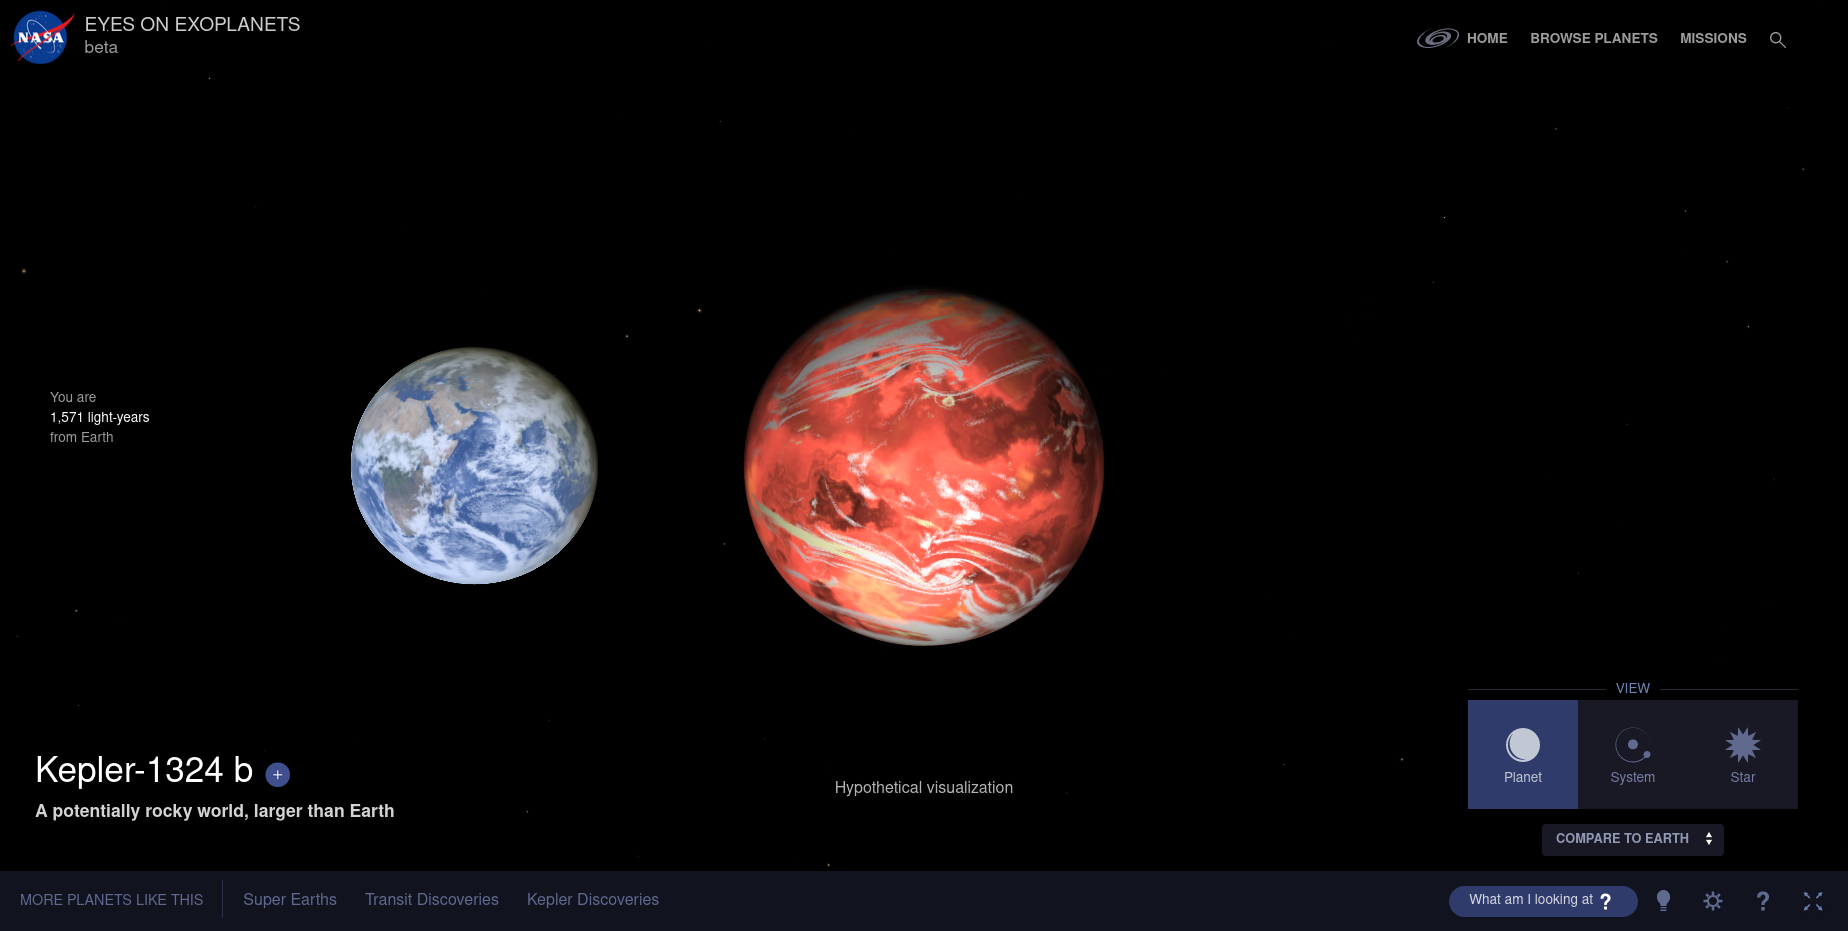 NASA
EYES ON EXOPLANETS
beta
HOME BROWSE PLANETS MISSIONS
You are
1,571 light-years
from Earth
Kepler-1324 b +
A potentially rocky world, larger than Earth
Hypothetical visualization
VIEW
Planet System Star
COMPARE TO EARTH
MORE PLANETS LIKE THIS Super Earths Transit Discoveries Kepler Discoveries
What am I looking at ? ?